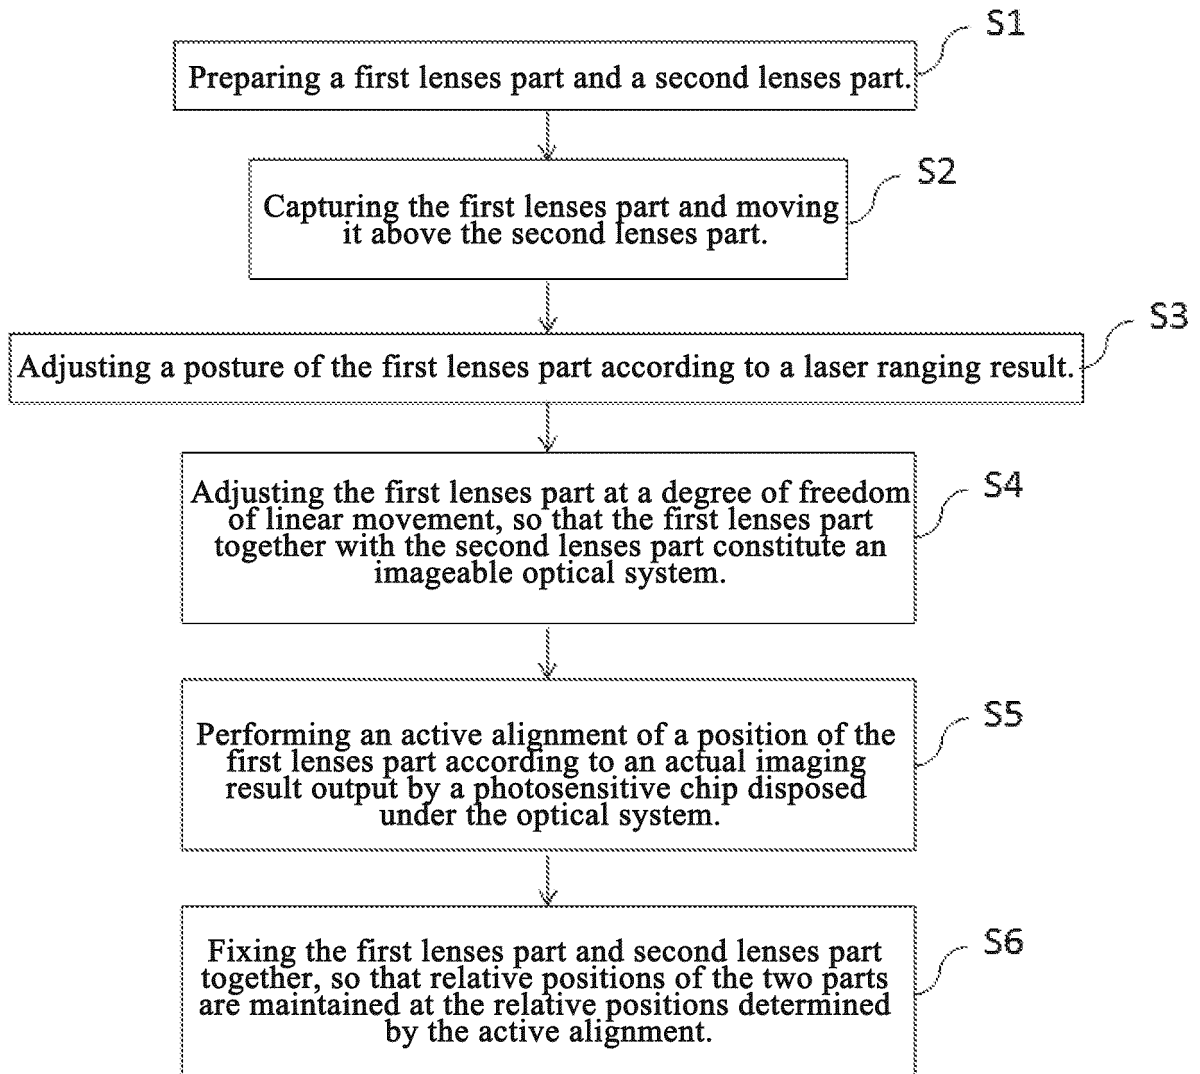 S1
Preparing a first lenses part and a second lenses part.
S2
Capturing the first lenses part and moving
it above the second lenses part.
S3
Adjusting a posture of the first lenses part according to a laser ranging result.
S4
Adjusting the first lenses part at a degree of freedom
of linear movement, so that the first lenses part
together with the second lenses part constitute an
imageable optical system.
S5
Performing an active alignment of a position of the
first lenses part according to an actual imaging
result output by a photosensitive chip disposed
under the optical system.
S6
Fixing the first lenses part and second lenses part
together, so that relative positions of the two parts
are maintained at the relative positions determined
by the active alignment.